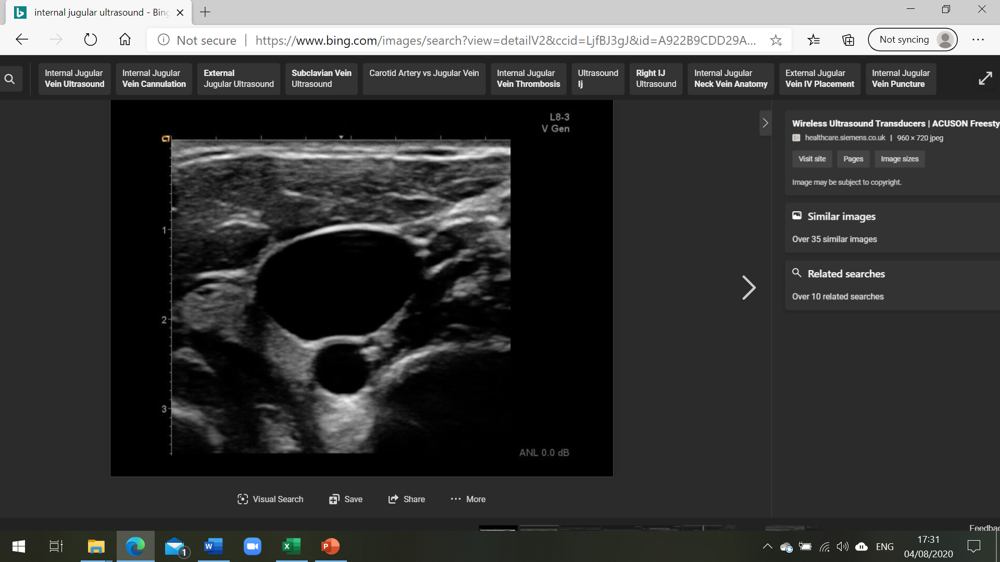 internal jugular ultrasound - Bing
Not secure
https://www.bing.com/images/search?view=detailV2&ccid=LjfBJ3gJ&id=A922B9CDD29A...
Not syncing
Internal Jugular
Vein Ultrasound
Internal Jugular
Vein Cannulation
External
Jugular Ultrasound
Subclavian Vein
Ultrasound
Carotid Artery vs Jugular Vein
Internal Jugular
Vein Thrombosis
Ultrasound
Ij
Right IJ
Ultrasound
Internal Jugular
Neck Vein Anatomy
External Jugular
Vein IV Placement
Internal Jugular
Vein Puncture
L8-3
V Gen
1
2
3
ANL 0.0 dB
Wireless Ultrasound Transducers | ACUSON Freesty
healthcare.siemens.co.uk | 960 × 720 jpeg
Visit site
Pages
Image sizes
Image may be subject to copyright.
Similar images
Over 35 similar images
Related searches
Over 10 related searches
Visual Search
Save
Share
More
Feedbac
1
ENG
17:31
04/08/2020